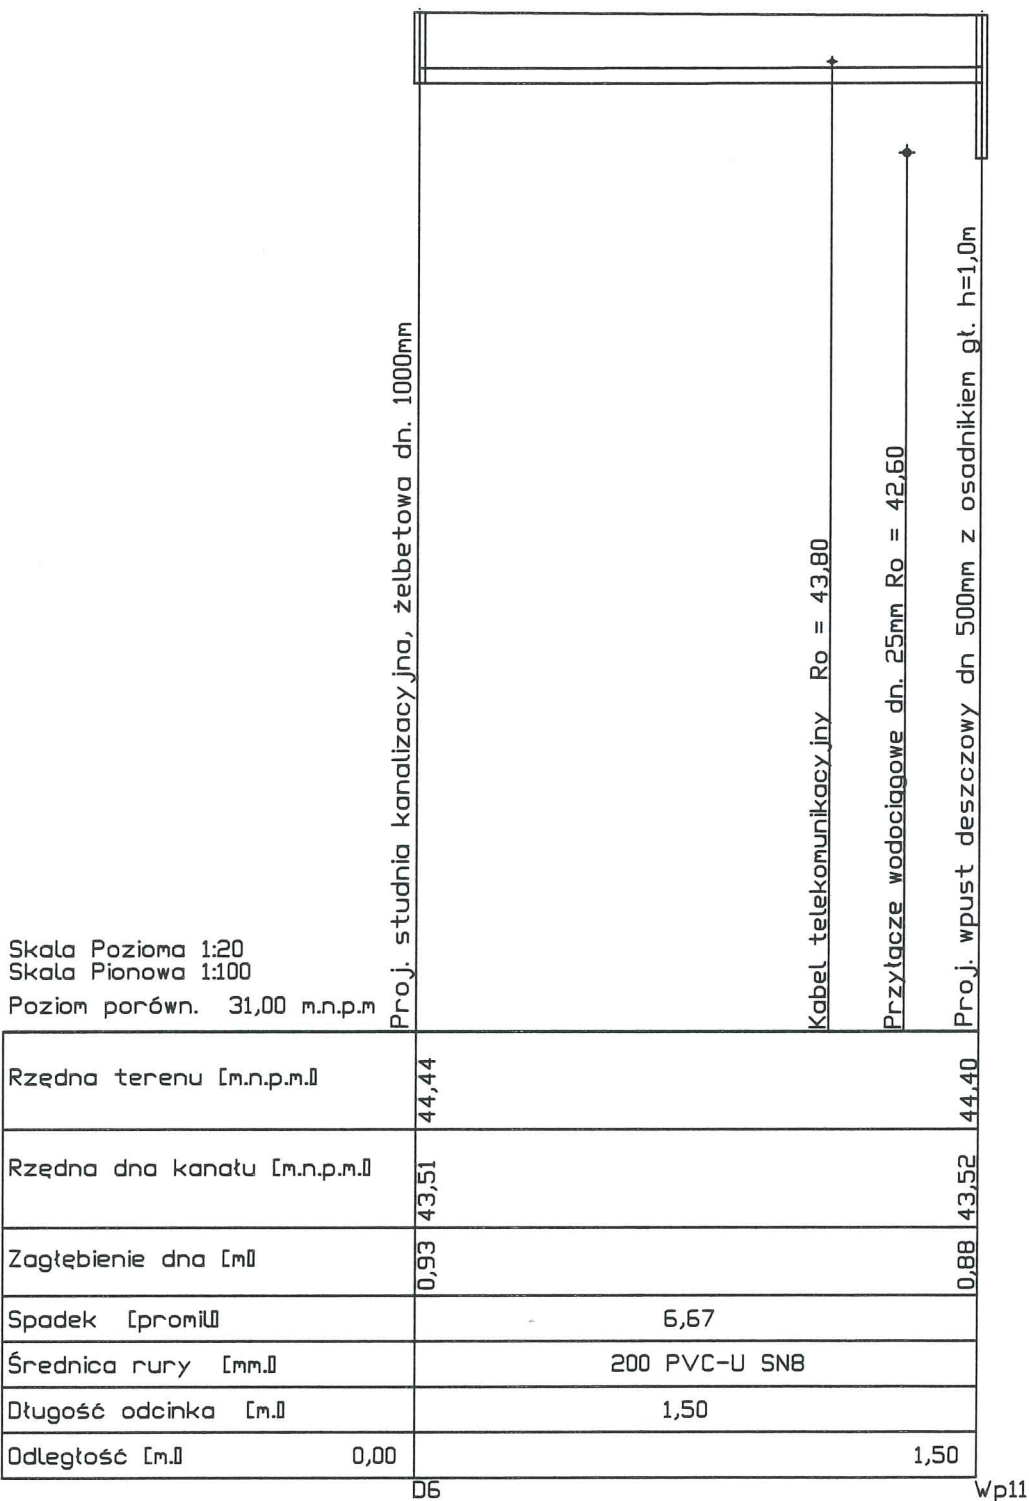 Proj. studnia kanalizacyjna, żelbetowa dn. 1000mm
Kabel telekomunikacyjny Ro = 43,80
Przyłącze wodociągowe dn. 25mm Ro = 42,60
Proj. wpust deszczowy dn 500mm z osadnikiem gł. h=1,0m
Skala Pozioma 1:20
Skala Pionowa 1:100
Poziom porówn. 31,00 m.n.p.m
Rzędna terenu [m.n.p.m.] 44,44 44,40
Rzędna dna kanału [m.n.p.m.] 43,51 43,52
Zagłębienie dna [m] 0,93 0,88
Spadek [promil] 6,67
Średnica rury [mm.] 200 PVC-U SN8
Długość odcinka [m.] 1,50
Odległość [m.] 0,00 1,50
D6 Wp11